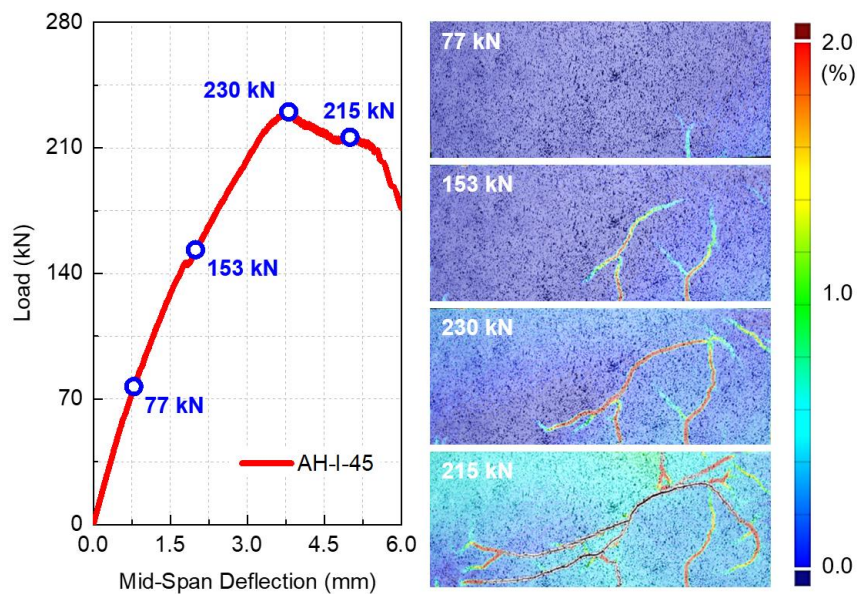 280
210
140
70
0
Load (kN)
0.0 1.5 3.0 4.5 6.0
Mid-Span Deflection (mm)
230 kN
215 kN
153 kN
77 kN
AH-I-45
77 kN
153 kN
230 kN
215 kN
2.0
(%)
1.0
0.0